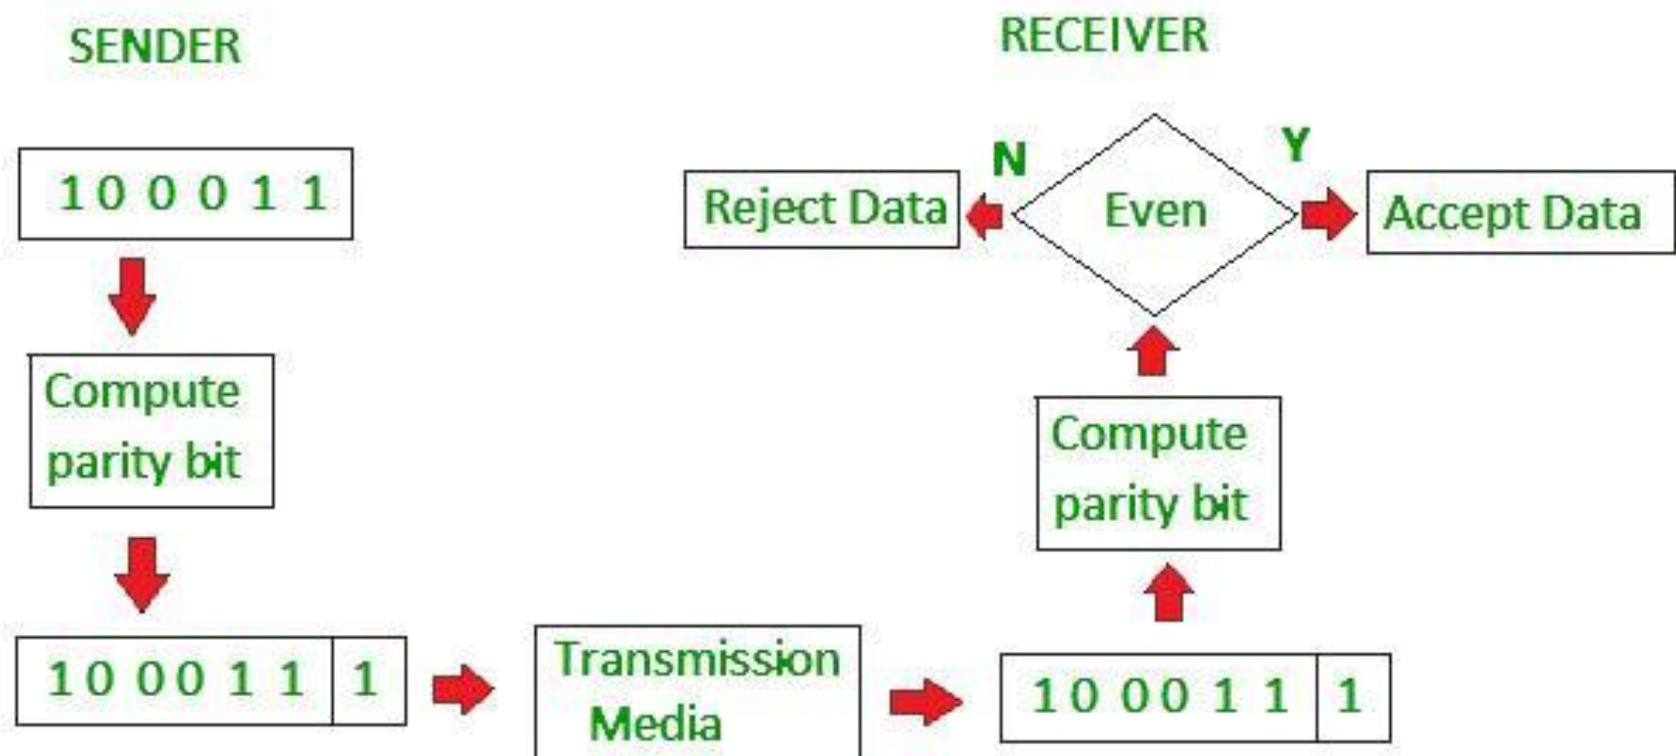 SENDER
1 0 0 0 1 1
Compute
parity bit
1 0 0 0 1 1 1
Transmission
Media
RECEIVER
1 0 0 0 1 1 1
Compute
parity bit
Even
N
Reject Data
Y
Accept Data